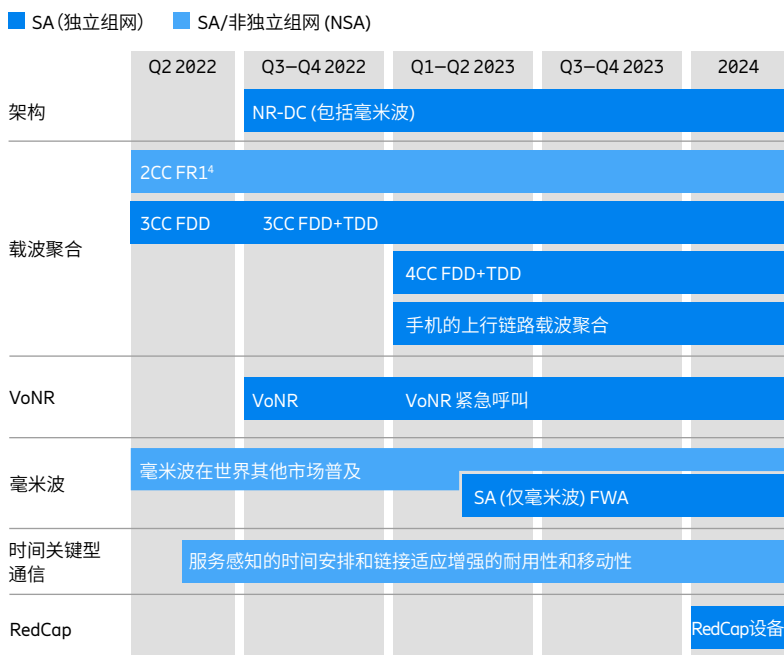 SA（独立组网） SA/非独立组网 (NSA)
Q2 2022 Q3–Q4 2022 Q1–Q2 2023 Q3–Q4 2023 2024
架构 NR-DC (包括毫米波)
2CC FR1⁴
3CC FDD 3CC FDD+TDD
载波聚合
4CC FDD+TDD
手机的上行链路载波聚合
VoNR VoNR VoNR 紧急呼叫
毫米波在世界其他市场普及
毫米波
SA (仅毫米波) FWA
时间关键型
通信
服务感知的时间安排和链接适应增强的耐用性和移动性
RedCap RedCap设备